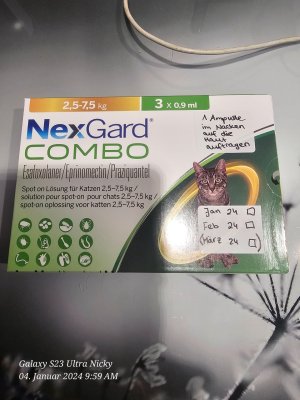 2,5-7,5 kg
3 x 0,9 ml
NexGard®
COMBO
Esafoxolaner/Eprinomectin/Praziquantel
Spot on Lösung für Katzen 2,5–7,5 kg /
solution pour spot-on pour chats 2,5–7,5 kg /
spot-on oplossing voor katten 2,5–7,5 kg
1 Ampulle
im Nacken
auf die
Haut
auftragen
Jan 24
Feb 24
(März 24
Galaxy S23 Ultra Nicky
04. Januar 2024 9:59 AM